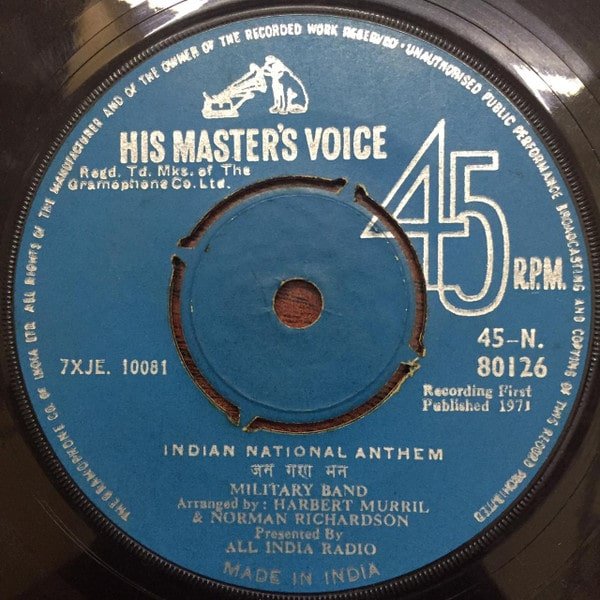 THE GRAMOPHONE CO. OF INDIA LTD. ALL RIGHTS OF THE MANUFACTURER AND OF THE OWNER OF THE RECORDED WORK RESERVED · UNAUTHORISED PUBLIC PERFORMANCE BROADCASTING AND COPYING OF THIS RECORD PROHIBITED.
HIS MASTER'S VOICE
Regd. Td. Mks. of The
Gramophone Co. Ltd.
45
R.P.M.
7XJE. 10081
45-N.
80126
Recording First
Published 1971
INDIAN NATIONAL ANTHEM
जन गरणा मन
MILITARY BAND
Arranged by : HARBERT MURRIL
& NORMAN RICHARDSON
Presented By
ALL INDIA RADIO
MADE IN INDIA